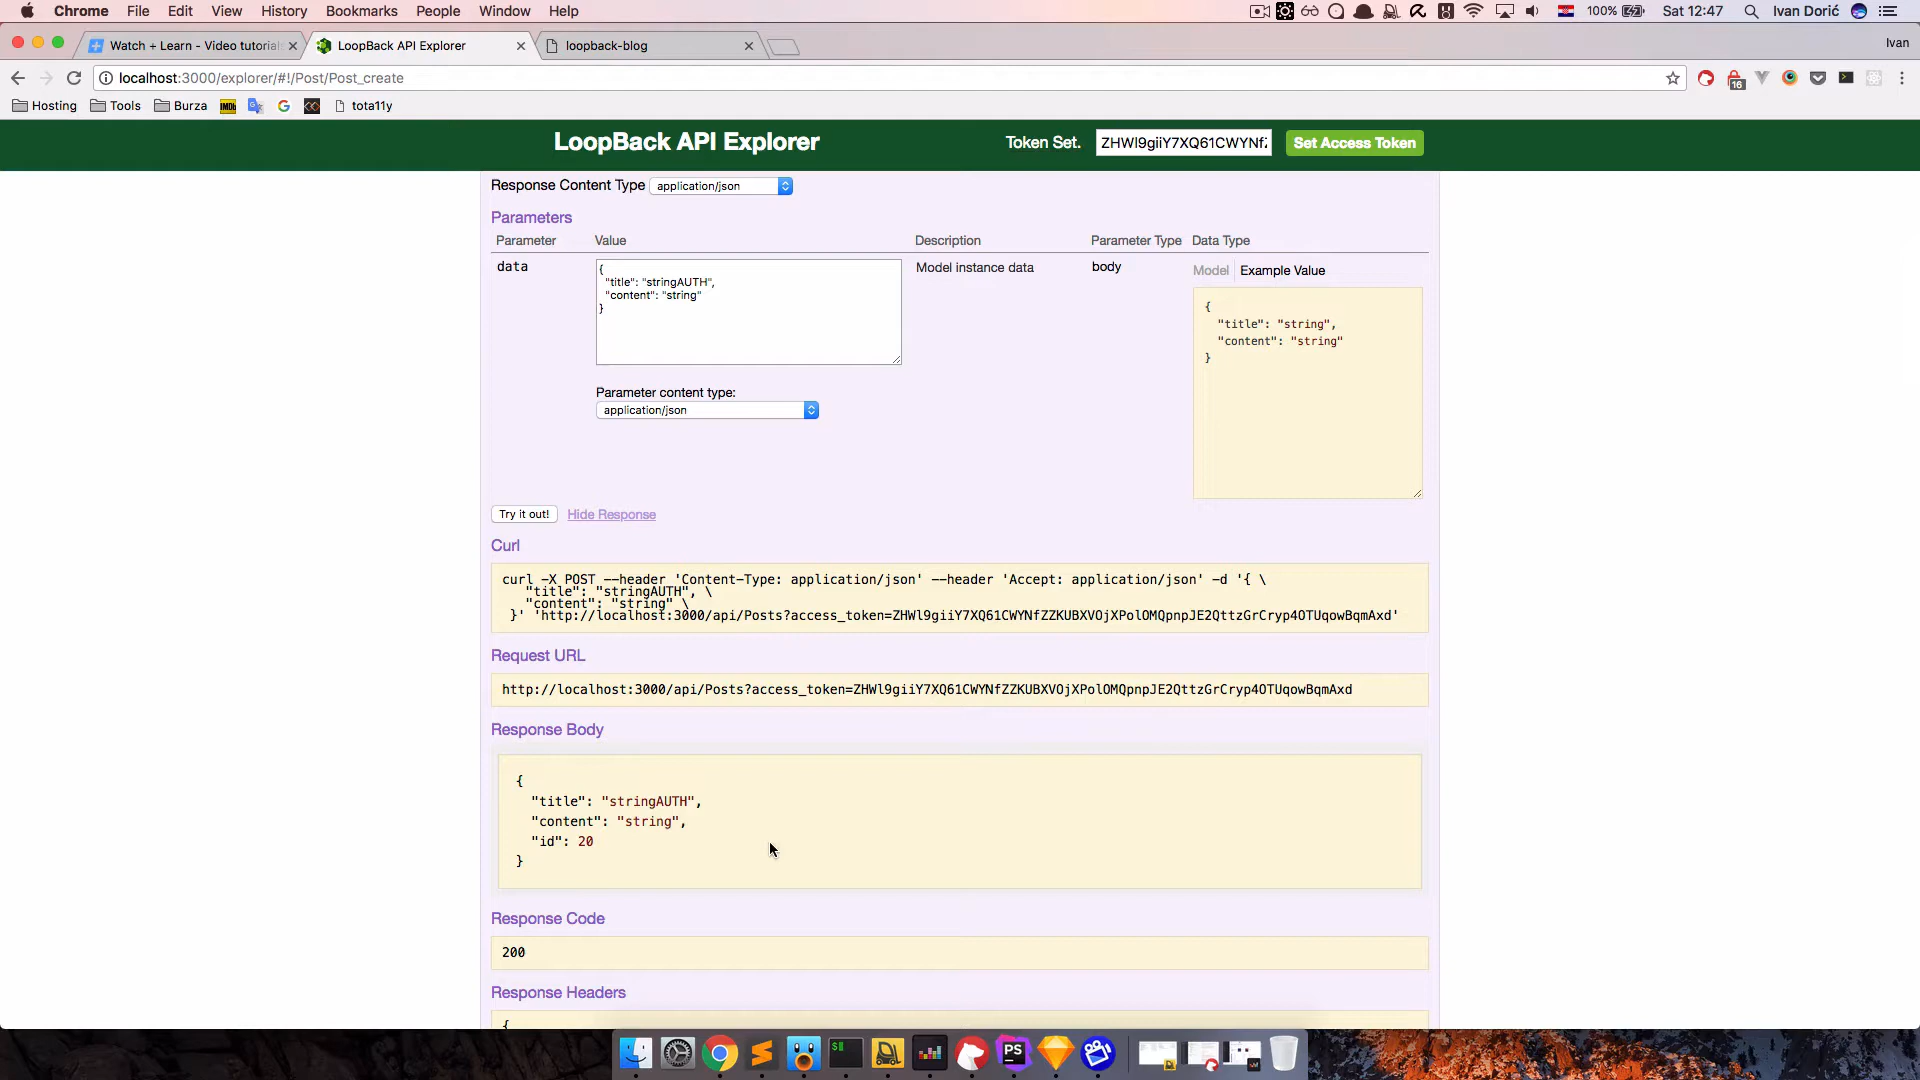 Chrome File Edit View History Bookmarks People Window Help 100% Sat 12:47 Ivan Dorić
Watch + Learn - Video tutorial LoopBack API Explorer loopback-blog Ivan
localhost:3000/explorer/#!/Post/Post_create 16
Hosting Tools Burza IMDb G tota11y
LoopBack API Explorer Token Set. ZHWl9giiY7XQ61CWYNf Set Access Token
Response Content Type application/json
Parameters
Parameter Value Description Parameter Type Data Type
data { Model instance data body Model Example Value
"title": "stringAUTH",
"content": "string"
}
{
"title": "string",
"content": "string"
}
Parameter content type:
application/json
Try it out! Hide Response
Curl
curl -X POST --header 'Content-Type: application/json' --header 'Accept: application/json' -d '{ \
"title": "stringAUTH", \
"content": "string" \
}' 'http://localhost:3000/api/Posts?access_token=ZHWl9giiY7XQ61CWYNfZZKUBXVOjXPolOMQpnpJE2QttzGrCryp4OTUqowBqmAxd'
Request URL
http://localhost:3000/api/Posts?access_token=ZHWl9giiY7XQ61CWYNfZZKUBXVOjXPolOMQpnpJE2QttzGrCryp4OTUqowBqmAxd
Response Body
{
"title": "stringAUTH",
"content": "string",
"id": 20
}
Response Code
200
Response Headers
{
$ PS